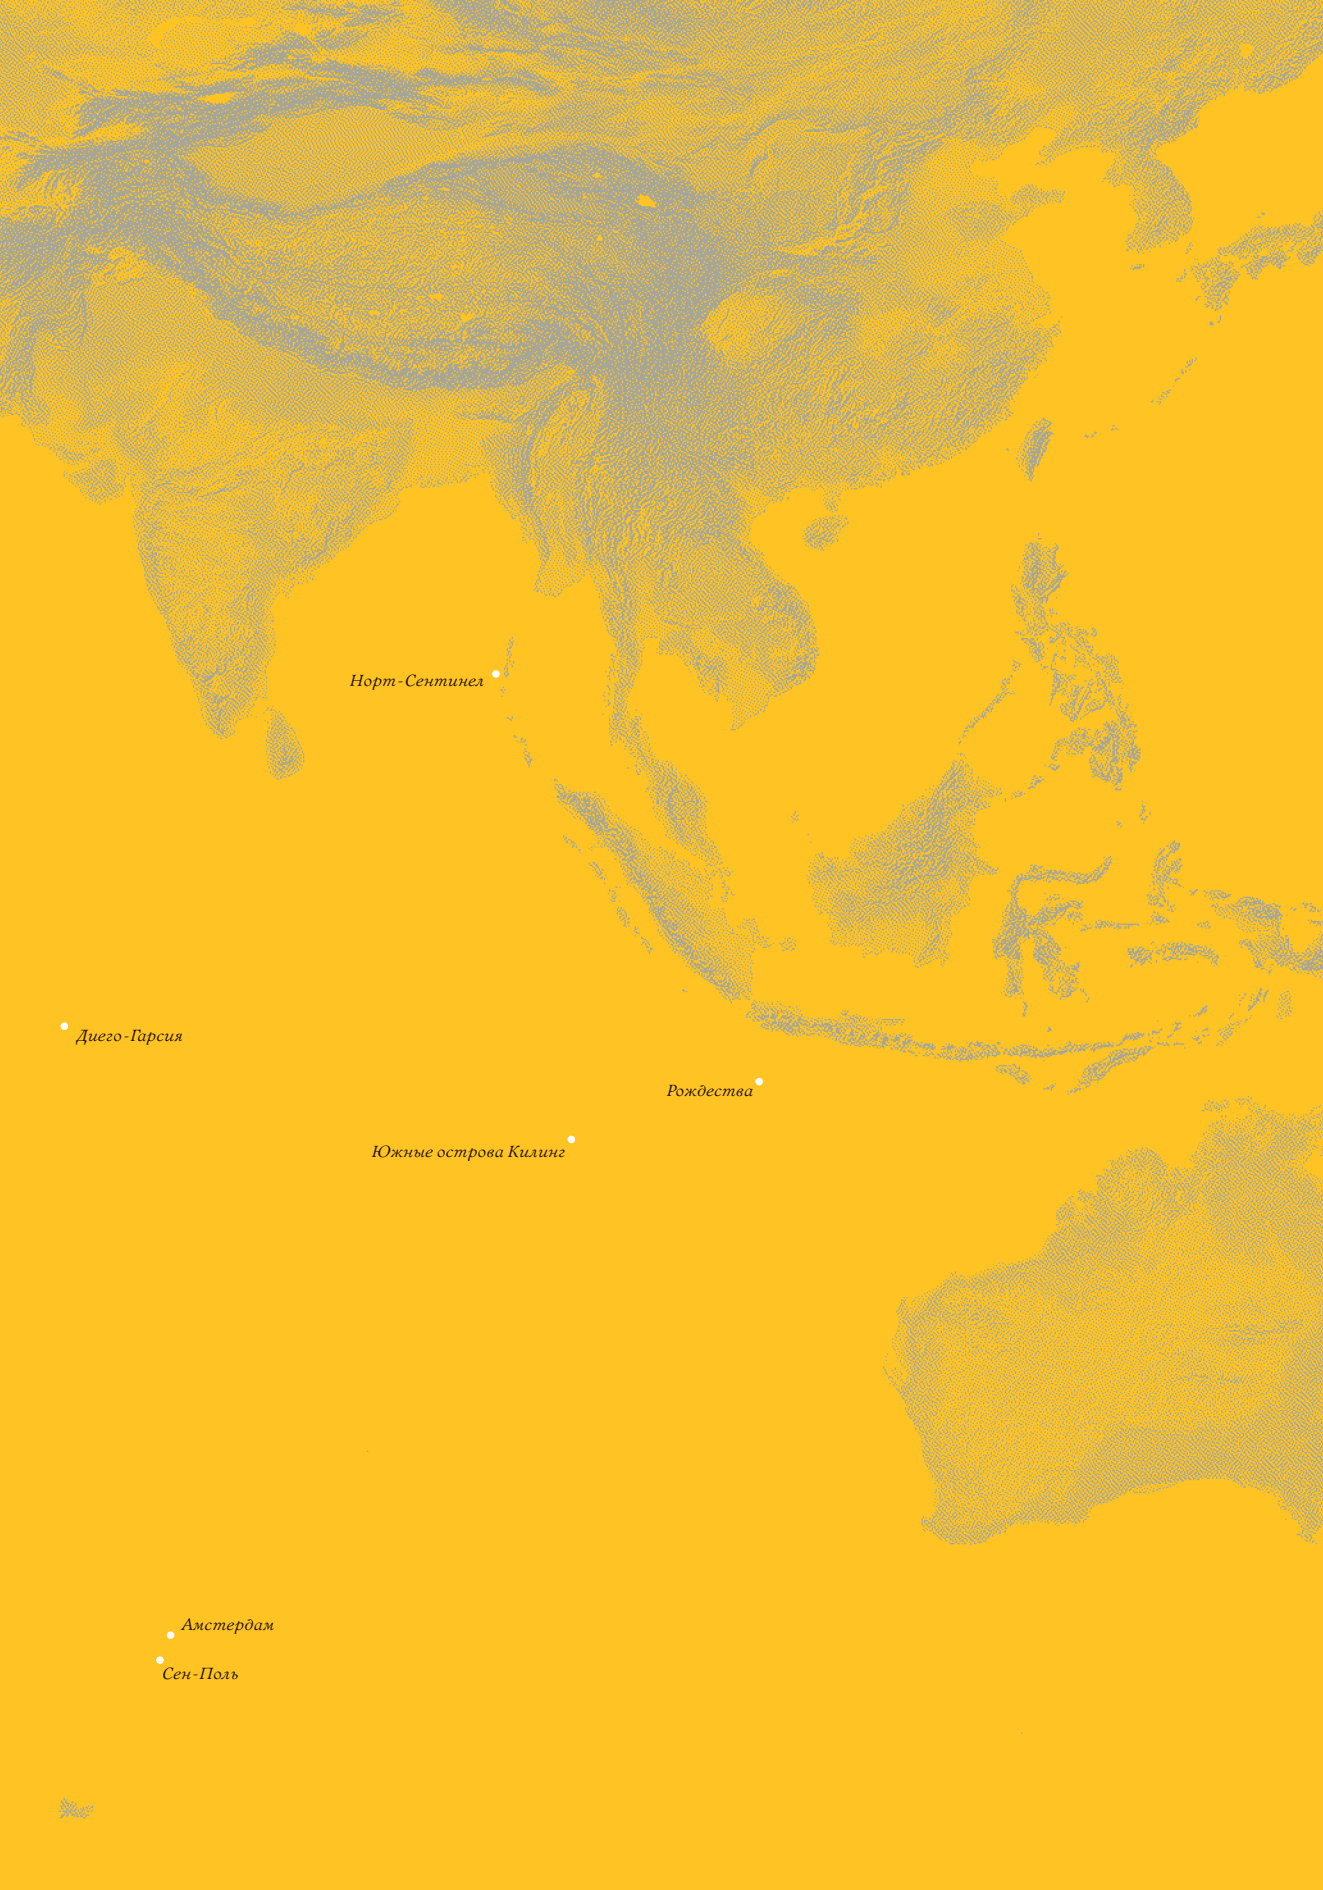 Норт-Сентинел
Диего-Гарсия
Рождества
Южные острова Килинг
Амстердам
Сен-Поль